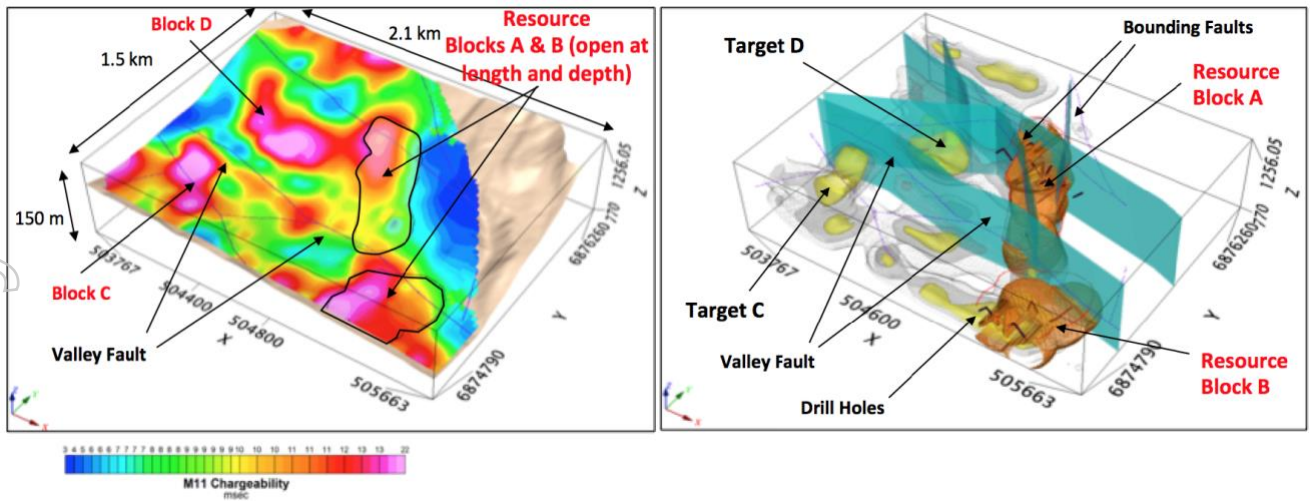 Block D
Resource
Blocks A & B (open at
length and depth)
2.1 km
1.5 km
150 m
Block C
Valley Fault
503767
504400
504800
505663
X
6874790
Y
6876260
770
1256.05
Z
M11 Chargeability
msec
Target D
Bounding Faults
Resource
Block A
Target C
Valley Fault
Drill Holes
Resource
Block B
503767
504600
505663
X
6874790
Y
6876260
770
1256.05
Z